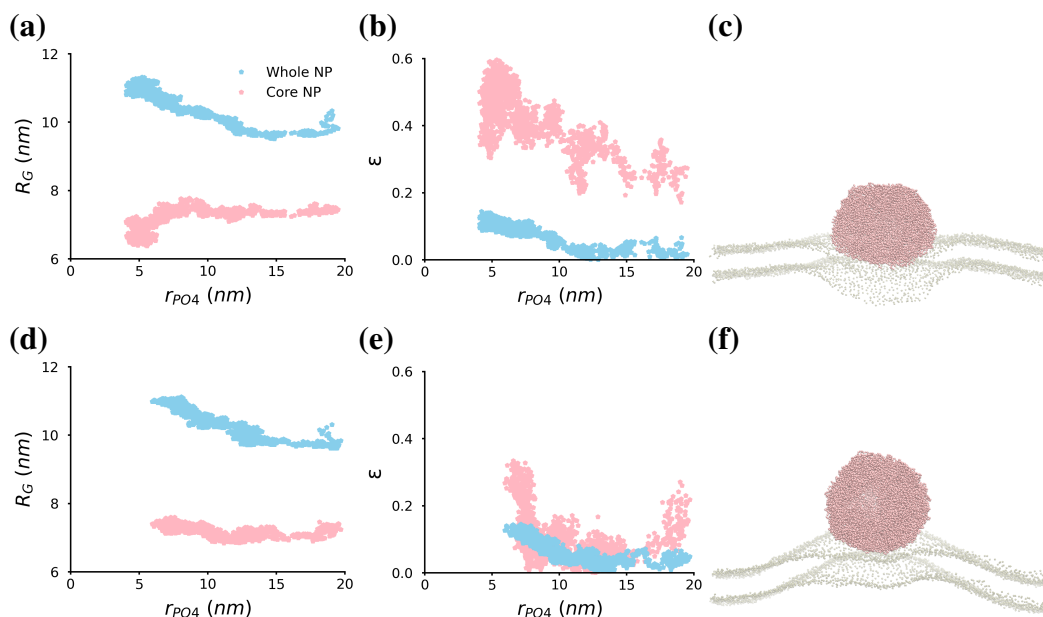 (a)
(b)
(c)
12
10
8
6
R_G (nm)
Whole NP
Core NP
0 5 10 15 20
r_PO4 (nm)
0.6
0.4
0.2
0.0
ε
0 5 10 15 20
r_PO4 (nm)
(d)
(e)
(f)
12
10
8
6
R_G (nm)
0 5 10 15 20
r_PO4 (nm)
0.6
0.4
0.2
0.0
ε
0 5 10 15 20
r_PO4 (nm)